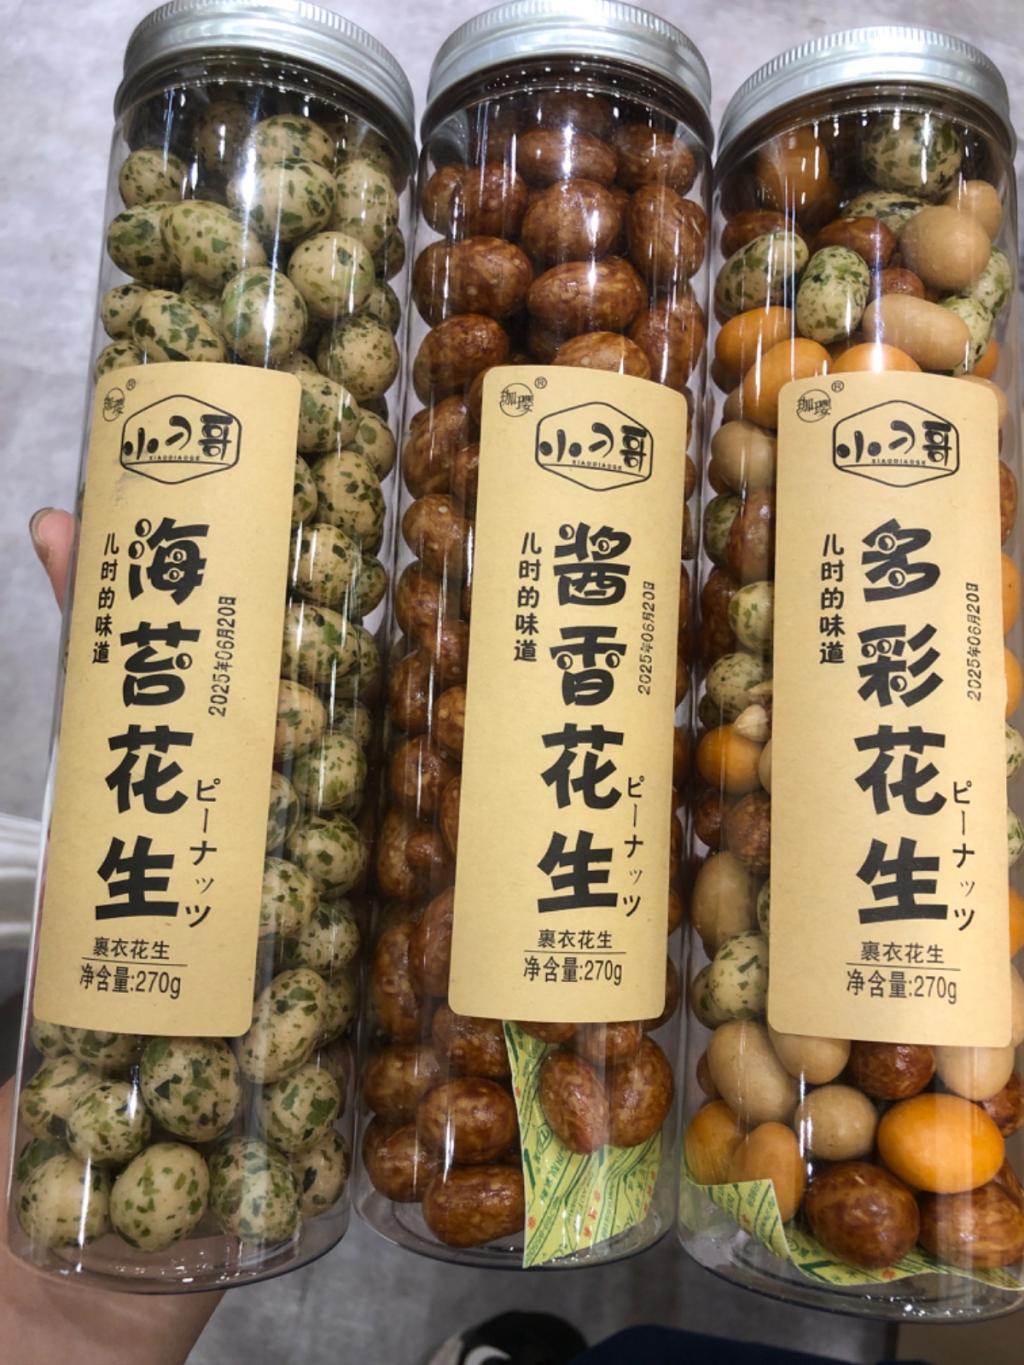 珈璎®
小刁哥
XIAODIAOGE
儿时的味道
海苔花生
2025年06月20日
ピーナッツ
裹衣花生
净含量:270g
珈璎®
小刁哥
XIAODIAOGE
儿时的味道
酱香花生
2025年06月20日
ピーナッツ
裹衣花生
净含量:270g
珈璎®
小刁哥
XIAODIAOGE
儿时的味道
多彩花生
2025年06月20日
ピーナッツ
裹衣花生
净含量:270g